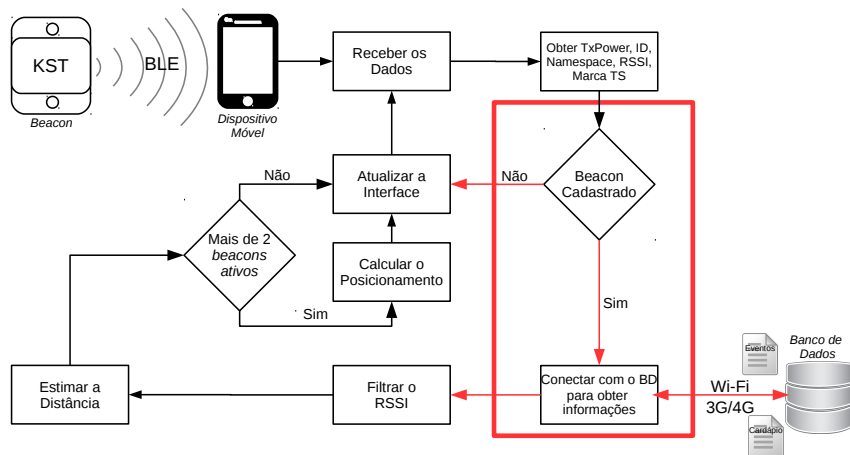 KST
BLE
Beacon
Dispositivo
Móvel
Receber os
Dados
Obter TxPower, ID,
Namespace, RSSI,
Marca TS
Não
Atualizar a
Interface
Não
Beacon
Cadastrado
Mais de 2
beacons
ativos
Calcular o
Posicionamento
Sim
Sim
Eventos
Banco de
Dados
Estimar a
Distância
Filtrar o
RSSI
Conectar com o BD
para obter
informações
Wi-Fi
3G/4G
Cardápio